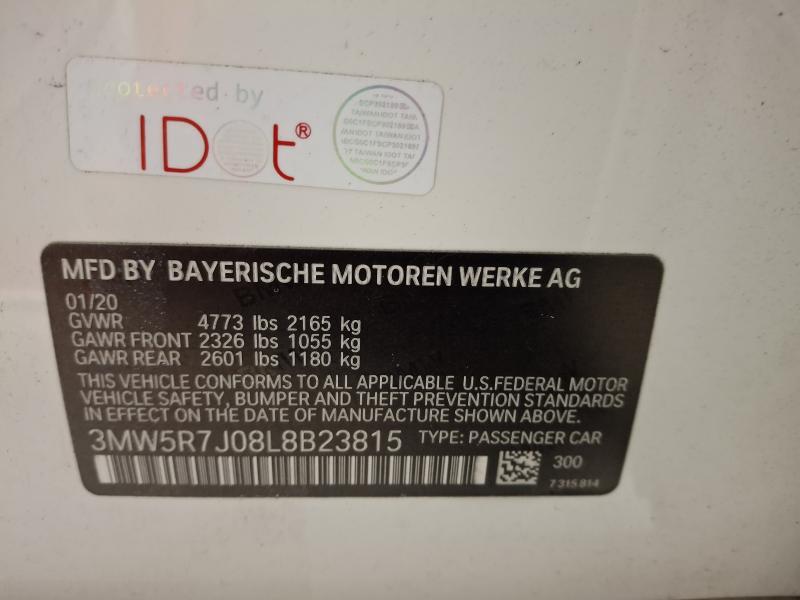 Protected by
IDOt®
MFD BY BAYERISCHE MOTOREN WERKE AG
01/20
GVWR 4773 lbs 2165 kg
GAWR FRONT 2326 lbs 1055 kg
GAWR REAR 2601 lbs 1180 kg
THIS VEHICLE CONFORMS TO ALL APPLICABLE U.S.FEDERAL MOTOR
VEHICLE SAFETY, BUMPER AND THEFT PREVENTION STANDARDS
IN EFFECT ON THE DATE OF MANUFACTURE SHOWN ABOVE.
3MW5R7J08L8B23815 TYPE: PASSENGER CAR
300
7 315 814